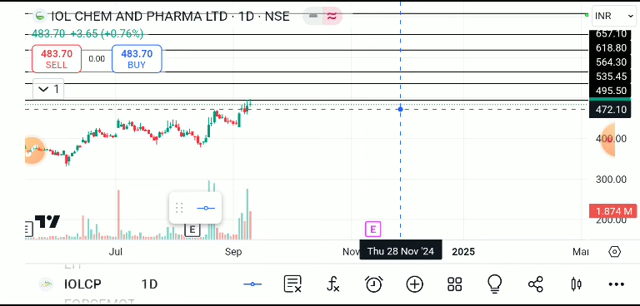 IOL CHEM AND PHARMA LTD · 1D · NSE
INR
483.70 +3.65 (+0.76%)
657.10
618.80
564.30
535.45
495.50
472.10
400.00
300.00
200.00
483.70
SELL
0.00
483.70
BUY
1
1.874 M
E
E
Jul
Sep
Nov
Thu 28 Nov '24
2025
Mar
IOLCP
1D